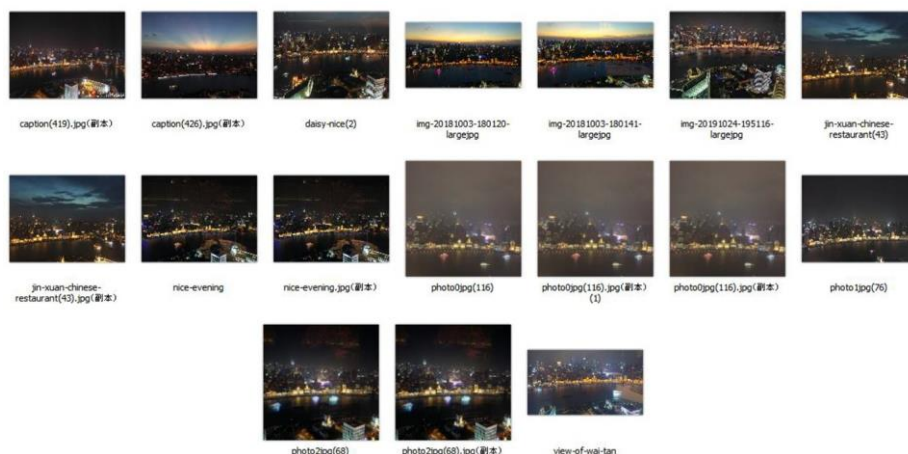 caption(419).jpg(副本)
caption(426).jpg(副本)
daisy-nice(2)
img-20181003-180120-
largejpg
img-20181003-180141-
largejpg
img-20191024-195116-
largejpg
jin-xuan-chinese-
restaurant(43)
jin-xuan-chinese-
restaurant(43).jpg(副本)
nice-evening
nice-evening.jpg(副本)
photo0jpg(116)
photo0jpg(116).jpg(副本)
(1)
photo0jpg(116).jpg(副本)
photo1jpg(76)
photo2jpg(68)
photo2jpg(68).jpg(副本)
view-of-wai-tan